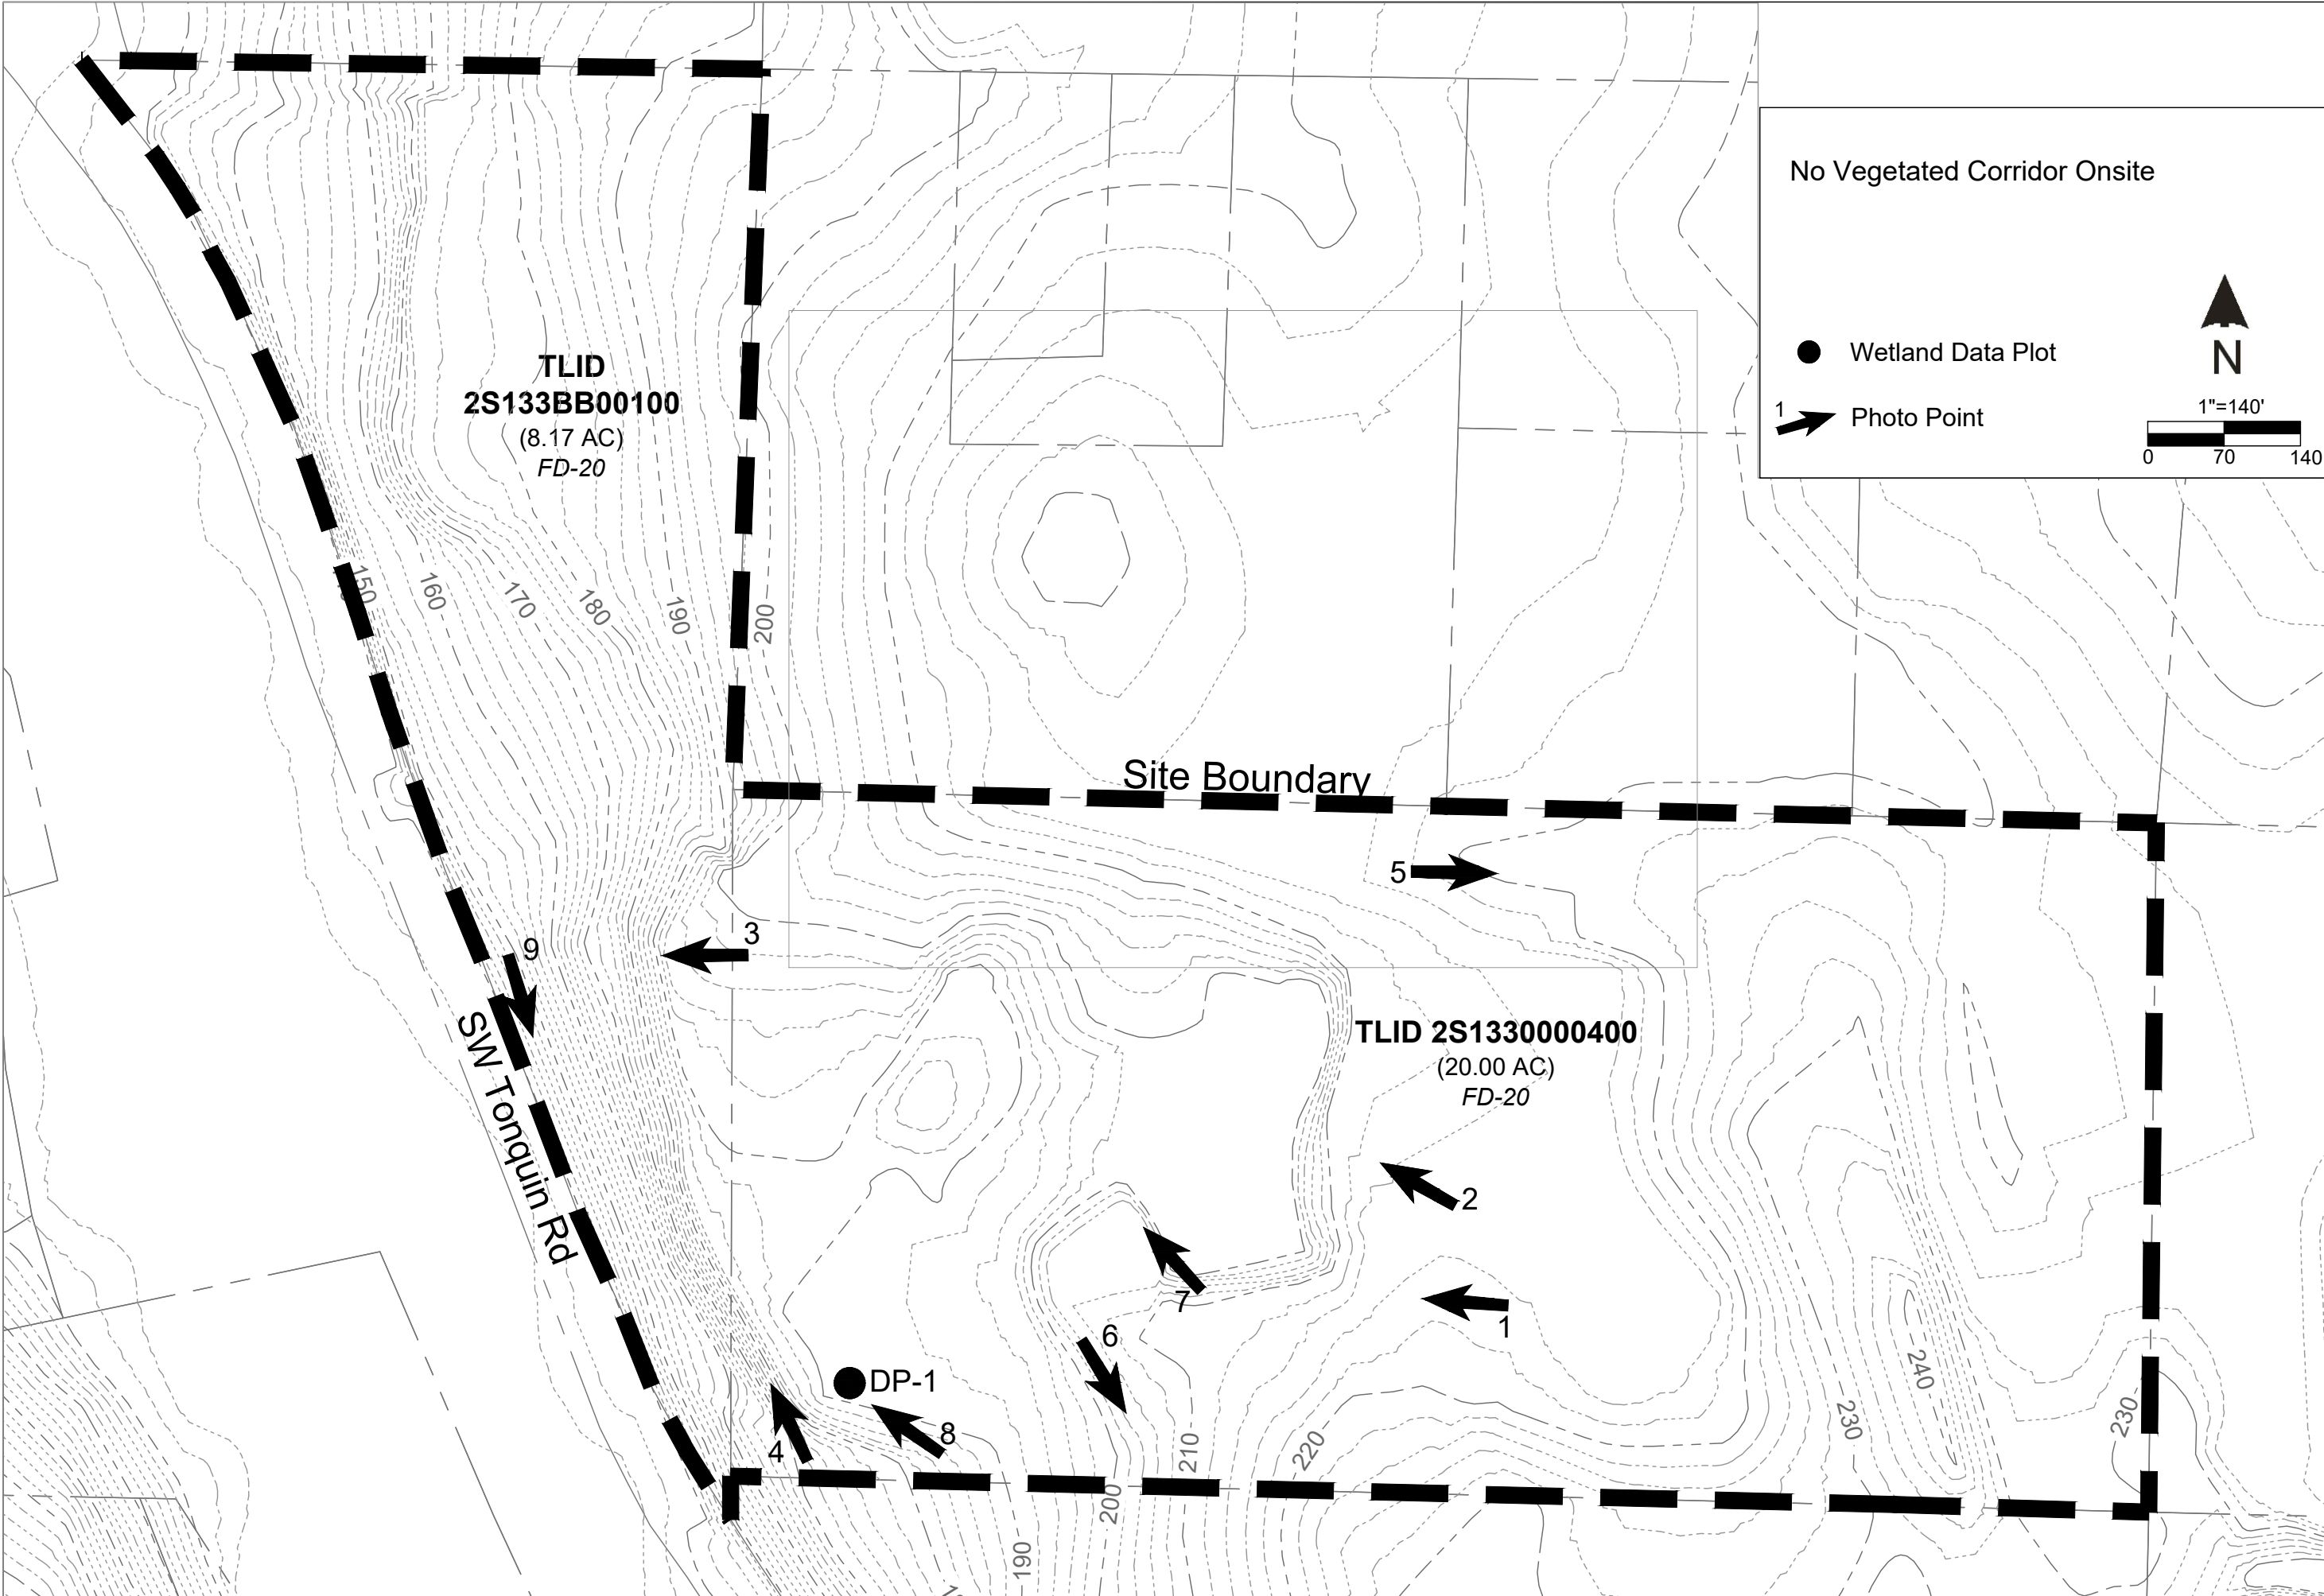 No Vegetated Corridor Onsite
Wetland Data Plot
1
Photo Point
N
1"=140'
0 70 140
TLID
2S133BB00100
(8.17 AC)
FD-20
150
160
170
180
190
200
Site Boundary
5
3
9
SW Tonquin Rd
TLID 2S1330000400
(20.00 AC)
FD-20
2
7
1
6
DP-1
8
4
240
230
230
220
210
200
190